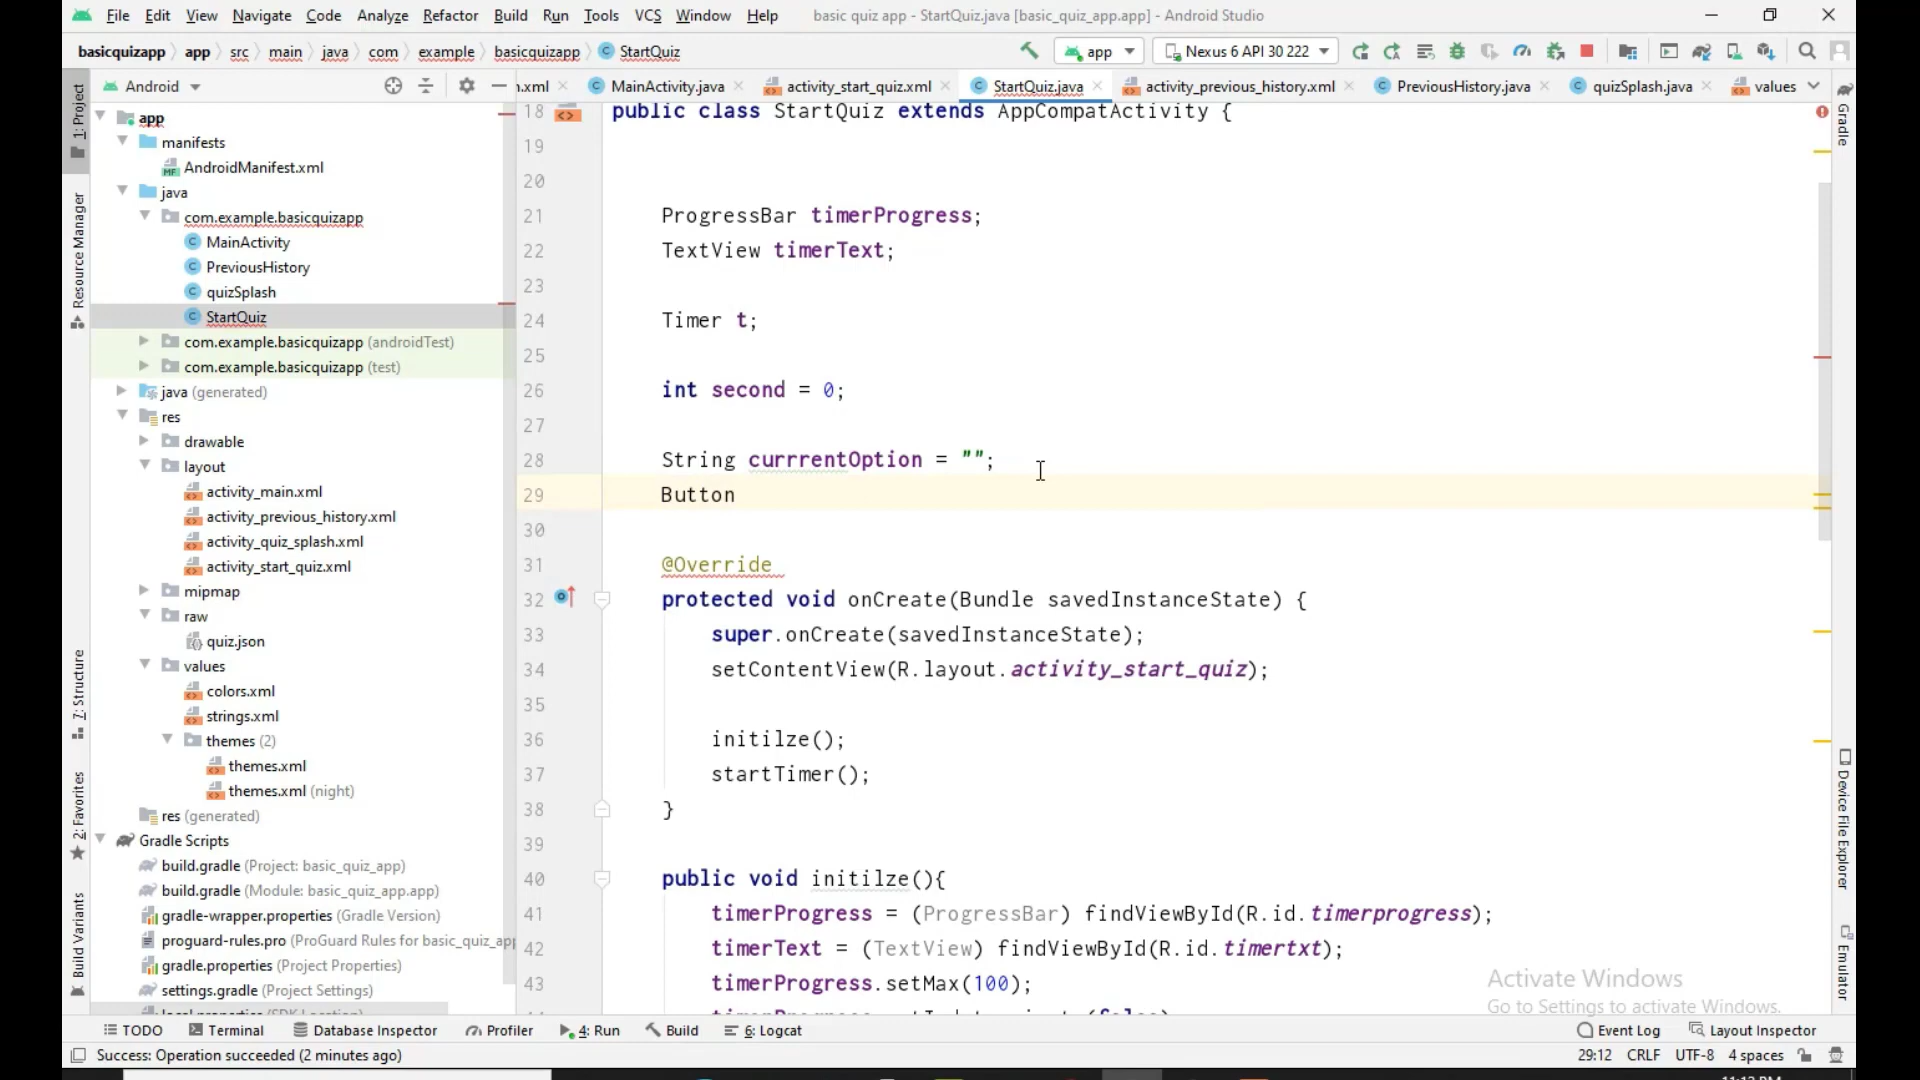 File Edit View Navigate Code Analyze Refactor Build Run Tools VCS Window Help basic quiz app - StartQuiz.java [basic_quiz_app.app] - Android Studio
basicquizapp app src main java com example basicquizapp StartQuiz app Nexus 6 API 30 222
Android .xml MainActivity.java activity_start_quiz.xml StartQuiz.java activity_previous_history.xml PreviousHistory.java quizSplash.java values
1: Project
Resource Manager
7: Structure
2: Favorites
Build Variants
app
manifests
AndroidManifest.xml
java
com.example.basicquizapp
MainActivity
PreviousHistory
quizSplash
StartQuiz
com.example.basicquizapp (androidTest)
com.example.basicquizapp (test)
java (generated)
res
drawable
layout
activity_main.xml
activity_previous_history.xml
activity_quiz_splash.xml
activity_start_quiz.xml
mipmap
raw
quiz.json
values
colors.xml
strings.xml
themes (2)
themes.xml
themes.xml (night)
res (generated)
Gradle Scripts
build.gradle (Project: basic_quiz_app)
build.gradle (Module: basic_quiz_app.app)
gradle-wrapper.properties (Gradle Version)
proguard-rules.pro (ProGuard Rules for basic_quiz_app
gradle.properties (Project Properties)
settings.gradle (Project Settings)
18 public class StartQuiz extends AppCompatActivity {
19
20
21 ProgressBar timerProgress;
22 TextView timerText;
23
24 Timer t;
25
26 int second = 0;
27
28 String currrentOption = "";
29 Button
30
31 @Override
32 protected void onCreate(Bundle savedInstanceState) {
33 super.onCreate(savedInstanceState);
34 setContentView(R.layout.activity_start_quiz);
35
36 initilze();
37 startTimer();
38 }
39
40 public void initilze(){
41 timerProgress = (ProgressBar) findViewById(R.id.timerprogress);
42 timerText = (TextView) findViewById(R.id.timertxt);
43 timerProgress.setMax(100);
Gradle
Device File Explorer
Emulator
Activate Windows
Go to Settings to activate Windows.
TODO Terminal Database Inspector Profiler 4: Run Build 6: Logcat Event Log Layout Inspector
Success: Operation succeeded (2 minutes ago) 29:12 CRLF UTF-8 4 spaces